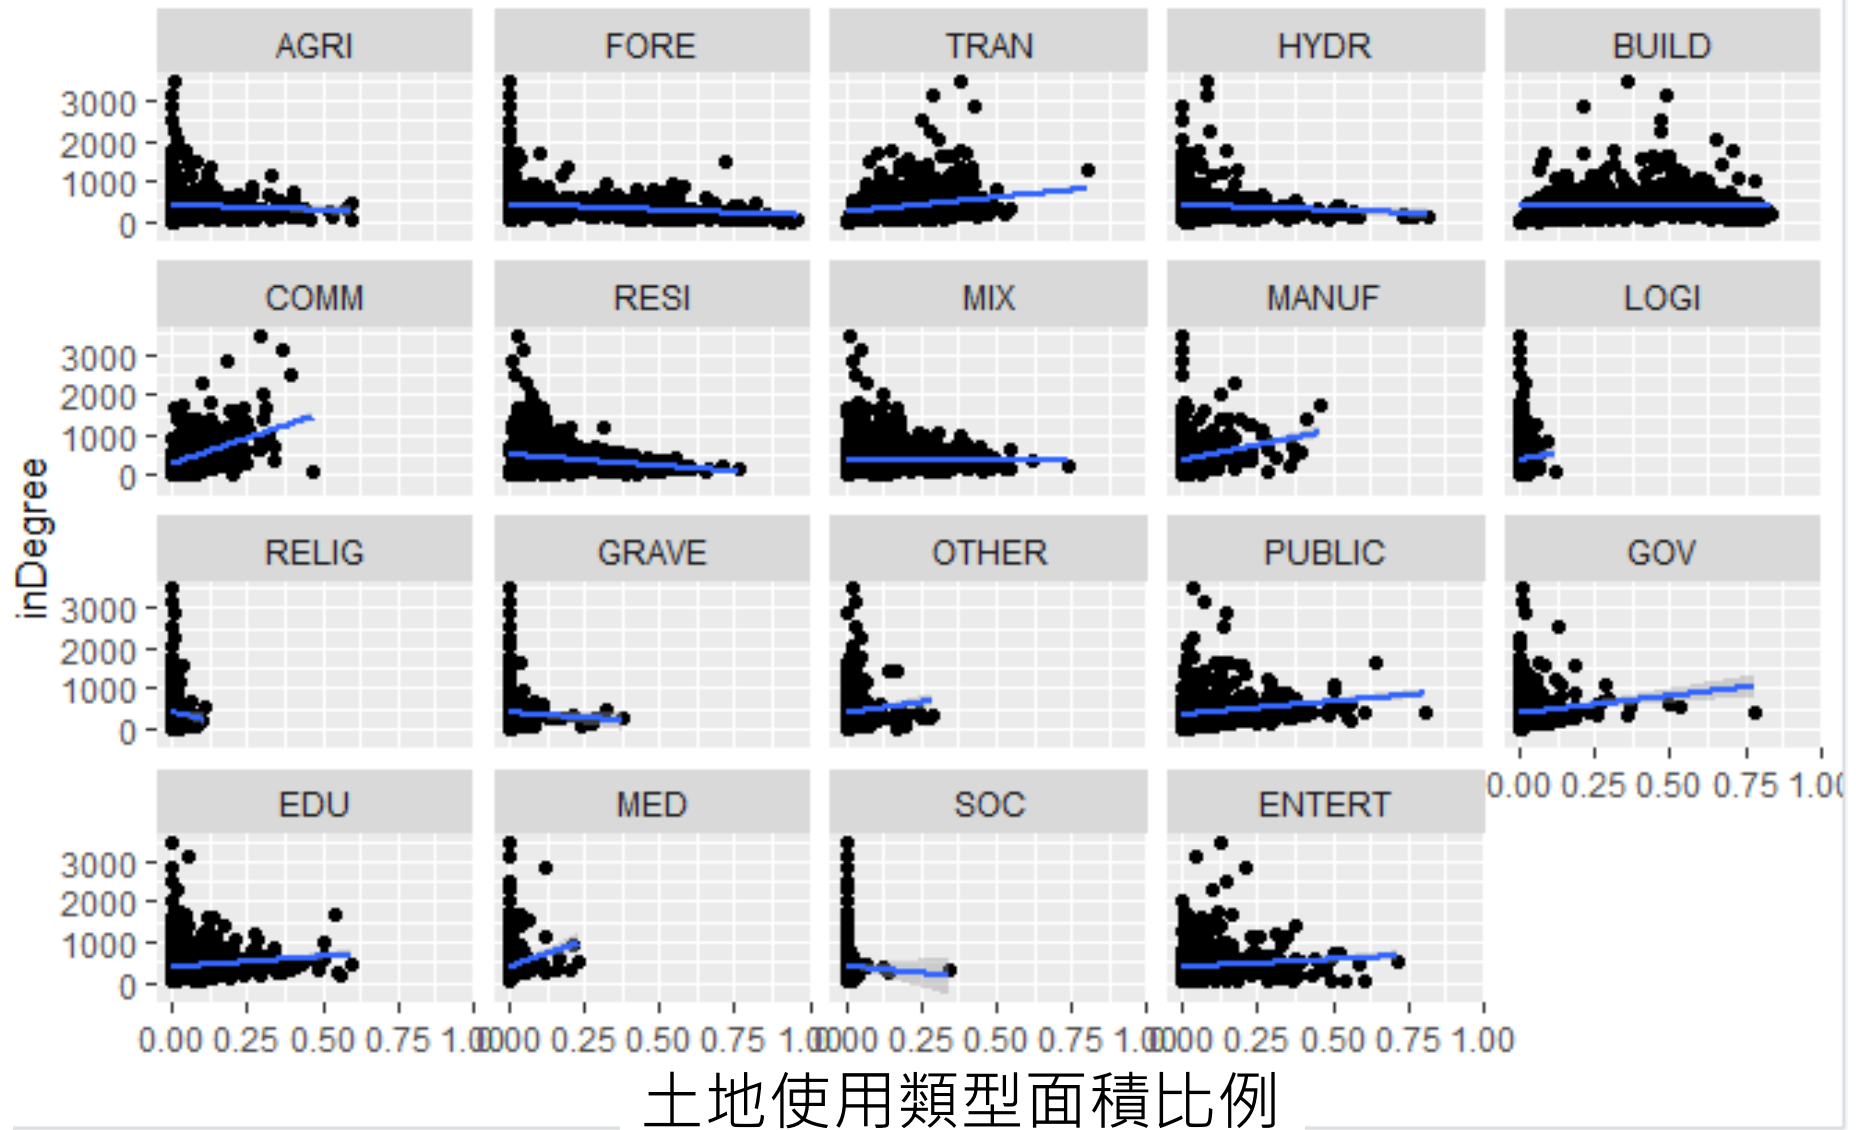 AGRI FORE TRAN HYDR BUILD
3000
2000
1000
0
COMM RESI MIX MANUF LOGI
3000
2000
1000
0
inDegree
RELIG GRAVE OTHER PUBLIC GOV
3000
2000
1000
0
0.00 0.25 0.50 0.75 1.00
EDU MED SOC ENTERT
3000
2000
1000
0
0.00 0.25 0.50 0.75 1.00 0.00 0.25 0.50 0.75 1.00 0.00 0.25 0.50 0.75 1.00 0.00 0.25 0.50 0.75 1.00
土地使用類型面積比例